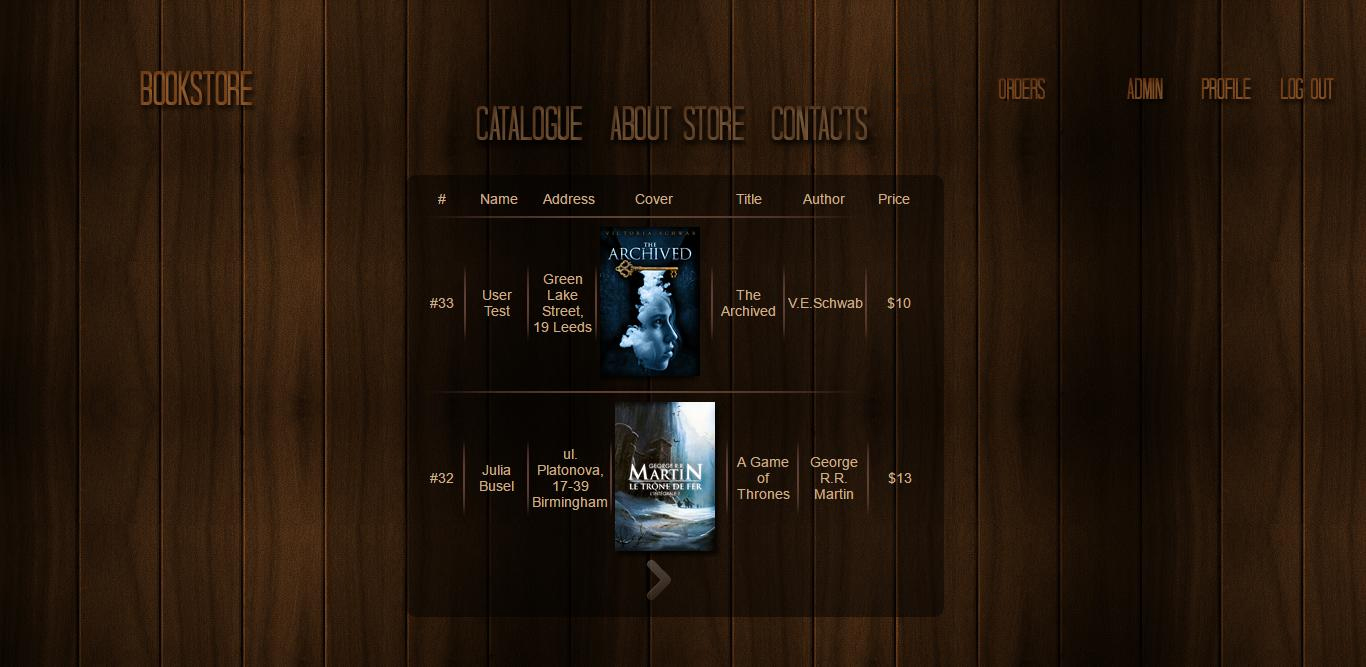 BOOKSTORE
ORDERS ADMIN PROFILE LOG OUT
CATALOGUE ABOUT STORE CONTACTS
# Name Address Cover Title Author Price
VICTORIA SCHWAB
THE
ARCHIVED
#33
User
Test
Green
Lake
Street,
19 Leeds
The
Archived
V.E.Schwab
$10
#32
Julia
Busel
ul.
Platonova,
17-39
Birmingham
GEORGE R.R.
MARTIN
LE TRÔNE DE FER
A Game
of
Thrones
George
R.R.
Martin
$13